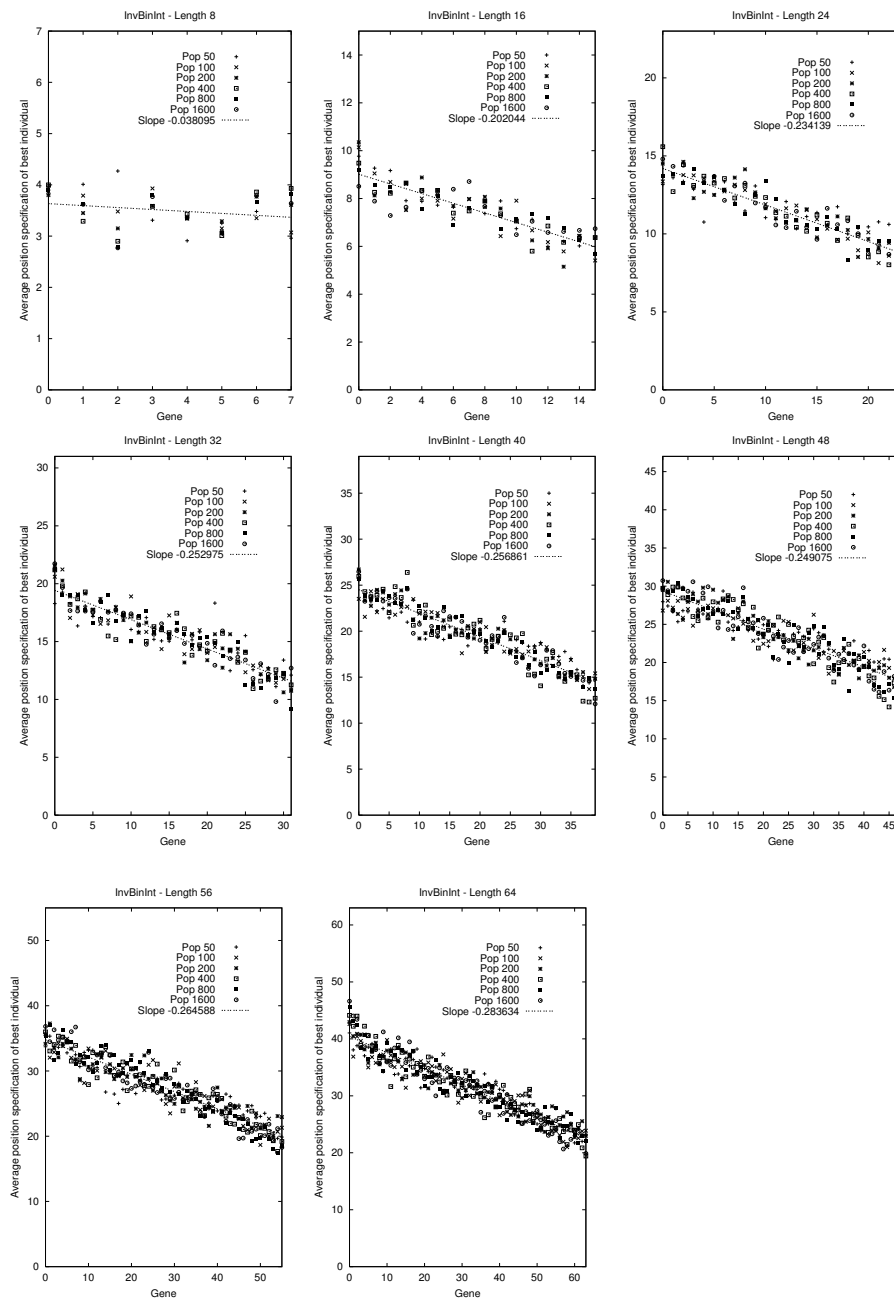 InvBinInt - Length 8
7
6
5
4
3
2
1
0
Average position specification of best individual
Pop 50
Pop 100
Pop 200
Pop 400
Pop 800
Pop 1600
Slope -0.038095
0 1 2 3 4 5 6 7
Gene
InvBinInt - Length 16
14
12
10
8
6
4
2
0
Average position specification of best individual
Pop 50
Pop 100
Pop 200
Pop 400
Pop 800
Pop 1600
Slope -0.202044
0 2 4 6 8 10 12 14
Gene
InvBinInt - Length 24
20
15
10
5
0
Average position specification of best individual
Pop 50
Pop 100
Pop 200
Pop 400
Pop 800
Pop 1600
Slope -0.234139
0 5 10 15 20
Gene
InvBinInt - Length 32
30
25
20
15
10
5
0
Average position specification of best individual
Pop 50
Pop 100
Pop 200
Pop 400
Pop 800
Pop 1600
Slope -0.252975
0 5 10 15 20 25 30
Gene
InvBinInt - Length 40
35
30
25
20
15
10
5
0
Average position specification of best individual
Pop 50
Pop 100
Pop 200
Pop 400
Pop 800
Pop 1600
Slope -0.256861
0 5 10 15 20 25 30 35
Gene
InvBinInt - Length 48
45
40
35
30
25
20
15
10
5
0
Average position specification of best individual
Pop 50
Pop 100
Pop 200
Pop 400
Pop 800
Pop 1600
Slope -0.249075
0 5 10 15 20 25 30 35 40 45
Gene
InvBinInt - Length 56
50
40
30
20
10
0
Average position specification of best individual
Pop 50
Pop 100
Pop 200
Pop 400
Pop 800
Pop 1600
Slope -0.264588
0 10 20 30 40 50
Gene
InvBinInt - Length 64
60
50
40
30
20
10
0
Average position specification of best individual
Pop 50
Pop 100
Pop 200
Pop 400
Pop 800
Pop 1600
Slope -0.283634
0 10 20 30 40 50 60
Gene